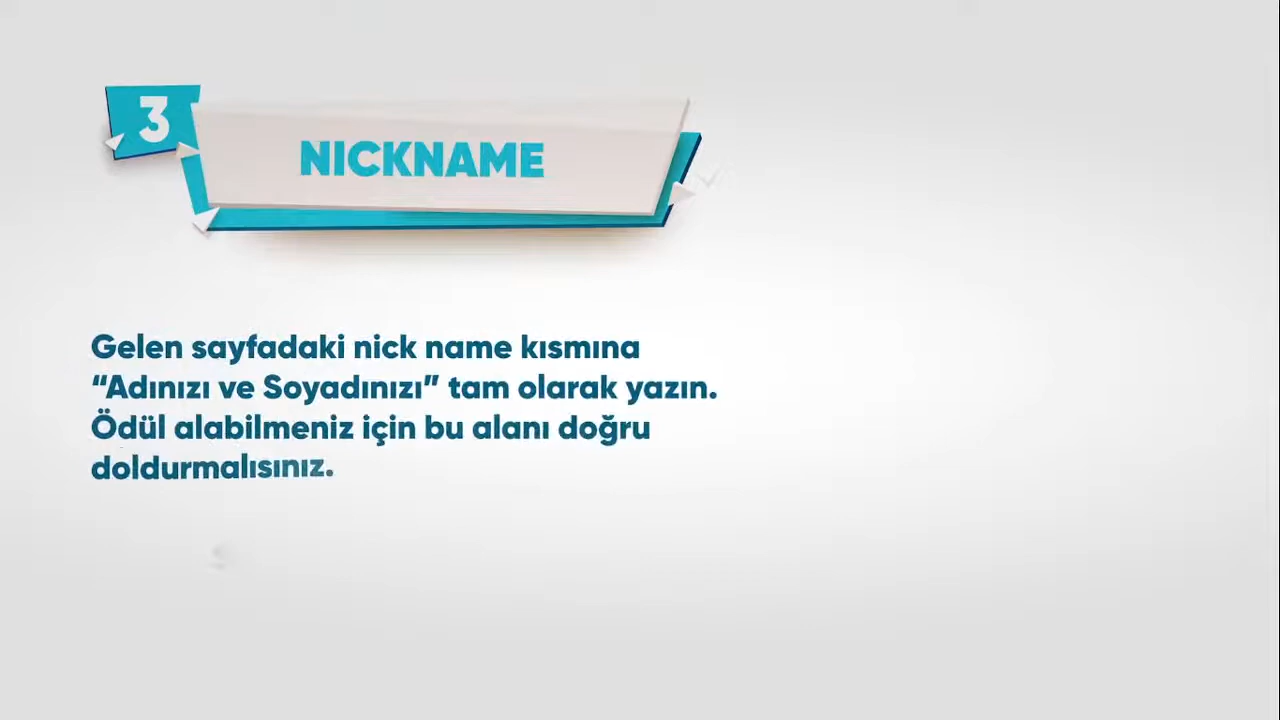 3
NICKNAME
Gelen sayfadaki nick name kısmına
“Adınızı ve Soyadınızı” tam olarak yazın.
Ödül alabilmeniz için bu alanı doğru
doldurmalısınız.